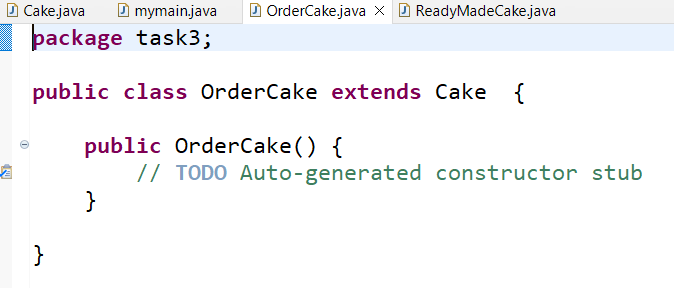 Cake.java mymain.java OrderCake.java ReadyMadeCake.java
package task3;
public class OrderCake extends Cake {
public OrderCake() {
// TODO Auto-generated constructor stub
}
}